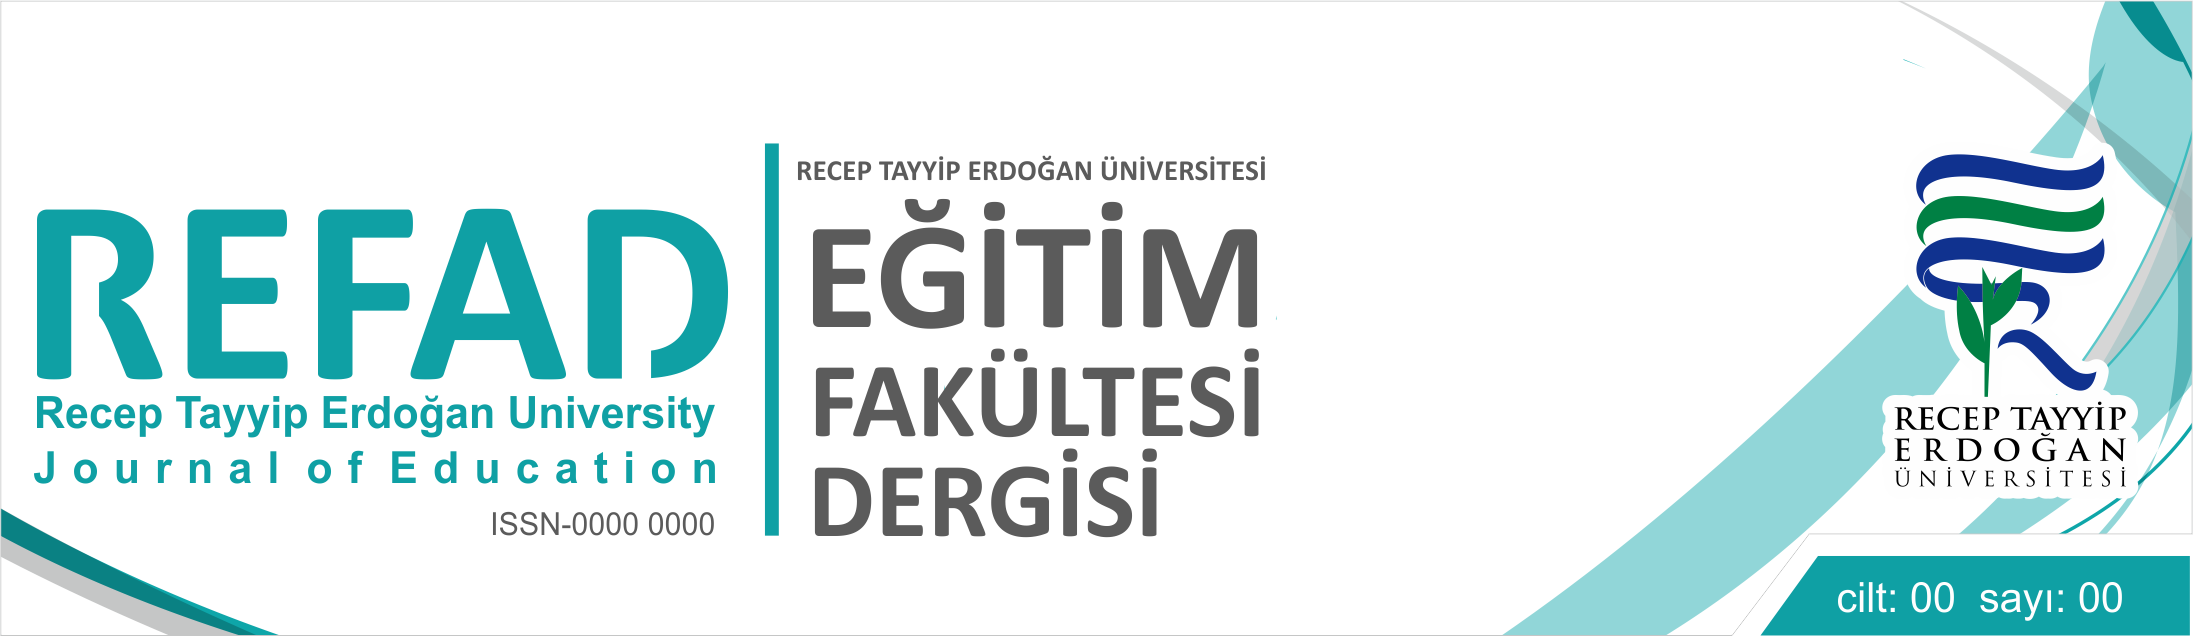 REFAD
Recep Tayyip Erdoğan University
Journal of Education
ISSN-0000 0000
RECEP TAYYİP ERDOĞAN ÜNİVERSİTESİ
EĞİTİM
FAKÜLTESİ
DERGİSİ
RECEP TAYYİP
ERDOĞAN
ÜNİVERSİTESİ
cilt: 00 sayı: 00